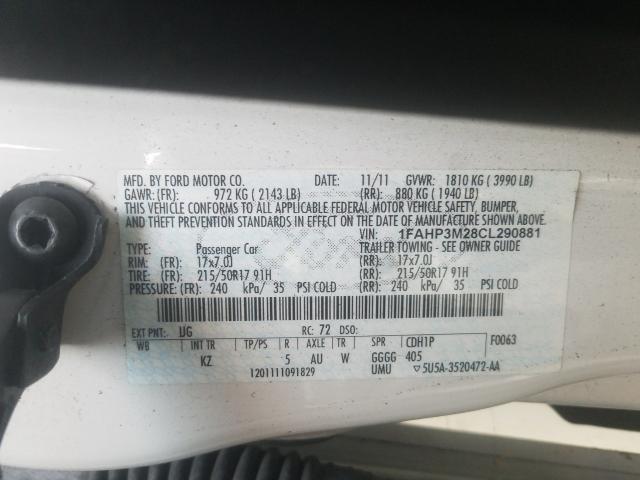 MFD. BY FORD MOTOR CO. DATE: 11/11 GVWR: 1810 KG ( 3990 LB)
GAWR: (FR): 972 KG ( 2143 LB) (RR): 880 KG ( 1940 LB)
THIS VEHICLE CONFORMS TO ALL APPLICABLE FEDERAL MOTOR VEHICLE SAFETY, BUMPER,
AND THEFT PREVENTION STANDARDS IN EFFECT ON THE DATE OF MANUFACTURE SHOWN ABOVE.
VIN: 1FAHP3M28CL290881
TYPE: Passenger Car TRAILER TOWING - SEE OWNER GUIDE
RIM: (FR): 17x7.0J (RR): 17x7.0J
TIRE: (FR): 215/50R17 91H (RR): 215/50R17 91H
PRESSURE: (FR): 240 kPa/ 35 PSI COLD (RR): 240 kPa/ 35 PSI COLD
EXT PNT: UG RC: 72 DSO:
WB INT TR TP/PS R AXLE TR SPR CDH1P F0063
KZ 5 AU W GGGG 405
1201111091829 UMU ▽5U5A-3520472-AA